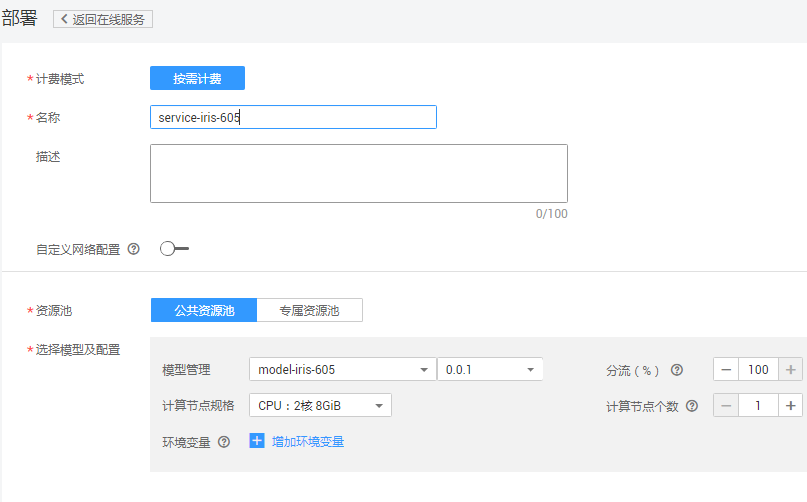 部署 返回在线服务
* 计费模式 按需计费
* 名称 service-iris-605
描述
0/100
自定义网络配置 ?
* 资源池 公共资源池 专属资源池
* 选择模型及配置
模型管理 model-iris-605 0.0.1 分流（%） ? − 100 +
计算节点规格 CPU：2核 8GiB 计算节点个数 ? − 1 +
环境变量 ? + 增加环境变量